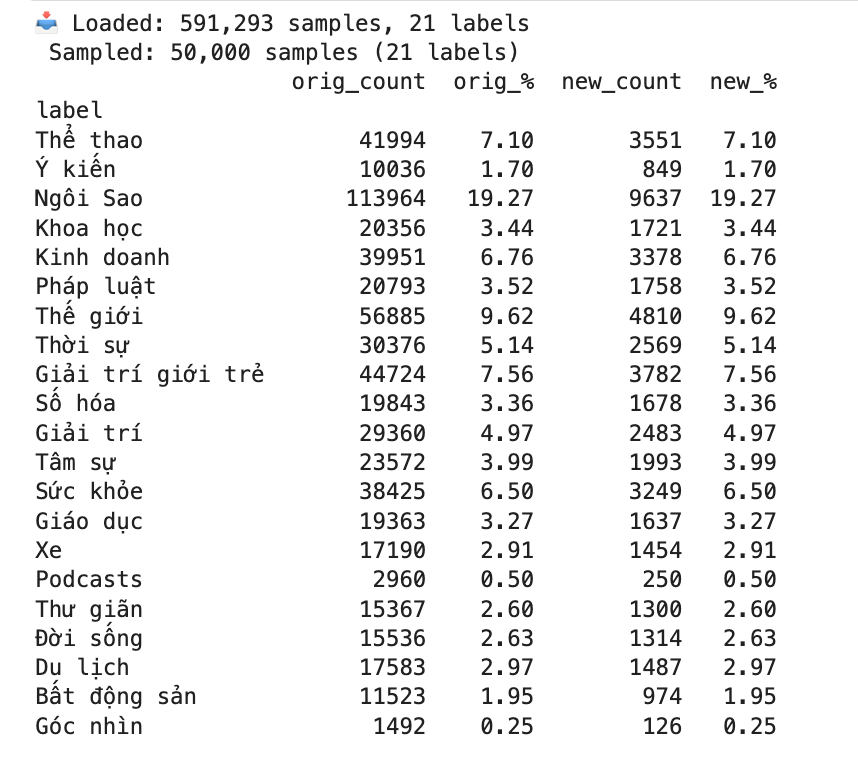 Loaded: 591,293 samples, 21 labels
Sampled: 50,000 samples (21 labels)
orig_count orig_% new_count new_%
label
Thể thao 41994 7.10 3551 7.10
Ý kiến 10036 1.70 849 1.70
Ngôi Sao 113964 19.27 9637 19.27
Khoa học 20356 3.44 1721 3.44
Kinh doanh 39951 6.76 3378 6.76
Pháp luật 20793 3.52 1758 3.52
Thế giới 56885 9.62 4810 9.62
Thời sự 30376 5.14 2569 5.14
Giải trí giới trẻ 44724 7.56 3782 7.56
Số hóa 19843 3.36 1678 3.36
Giải trí 29360 4.97 2483 4.97
Tâm sự 23572 3.99 1993 3.99
Sức khỏe 38425 6.50 3249 6.50
Giáo dục 19363 3.27 1637 3.27
Xe 17190 2.91 1454 2.91
Podcasts 2960 0.50 250 0.50
Thư giãn 15367 2.60 1300 2.60
Đời sống 15536 2.63 1314 2.63
Du lịch 17583 2.97 1487 2.97
Bất động sản 11523 1.95 974 1.95
Góc nhìn 1492 0.25 126 0.25